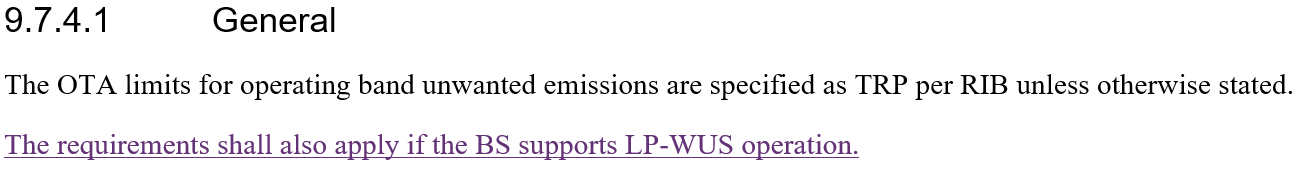 9.7.4.1 General
The OTA limits for operating band unwanted emissions are specified as TRP per RIB unless otherwise stated.
The requirements shall also apply if the BS supports LP-WUS operation.